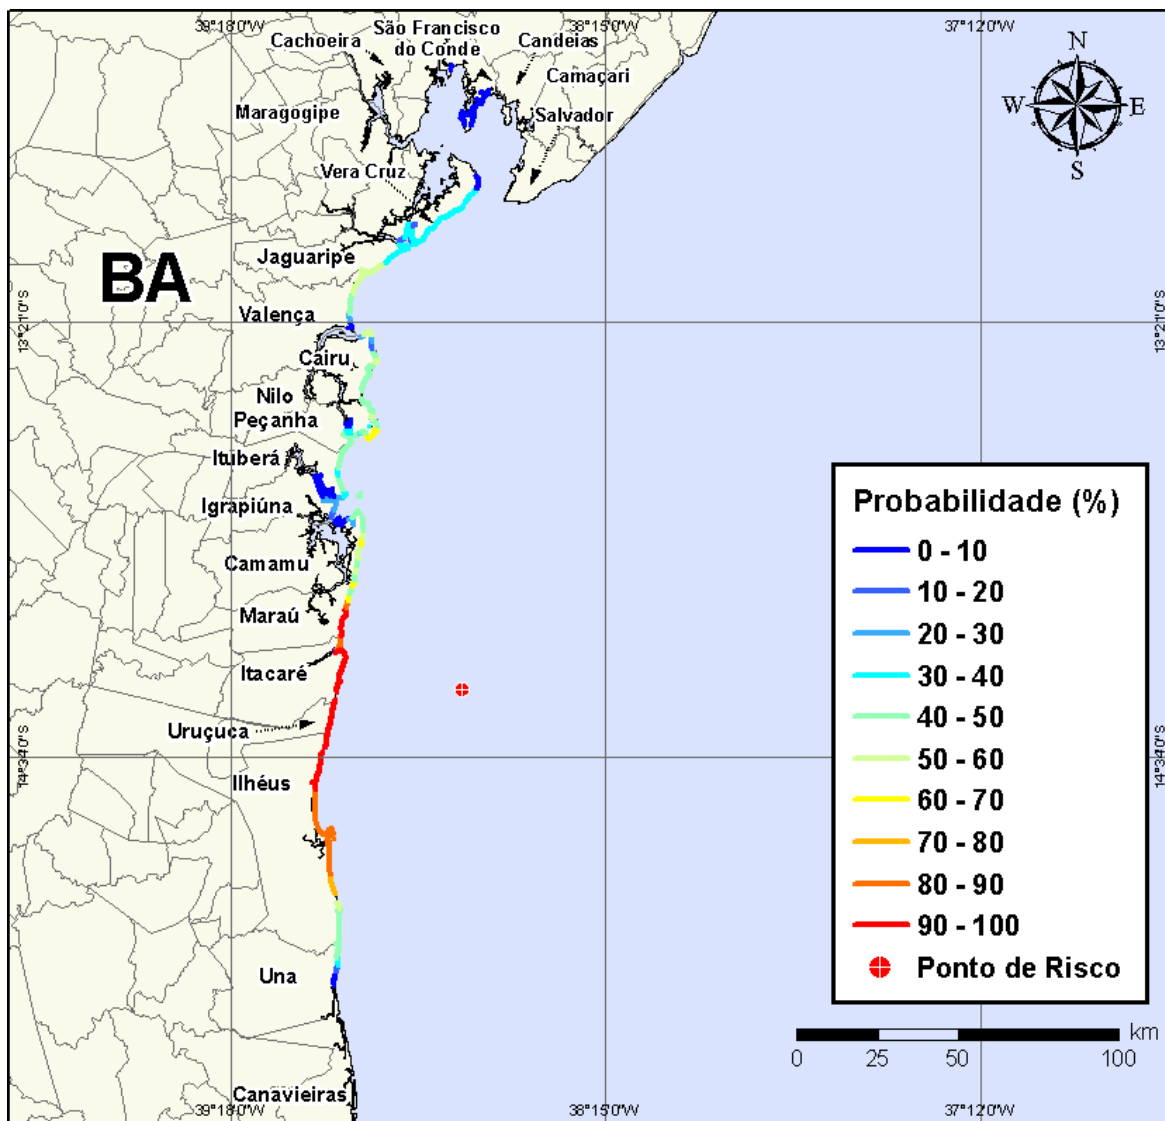 39°18'0"W
38°15'0"W
37°12'0"W
São Francisco
do Conde
Cachoeira
Candeias
Camaçari
Maragogipe
Salvador
Vera Cruz
N
W
E
S
BA
Jaguaripe
13°21'0"S
13°21'0"S
Valença
Cairu
Nilo
Peçanha
Ituberá
Igrapiúna
Camamu
Maraú
Itacaré
Uruçuca
14°34'0"S
14°34'0"S
Ilhéus
Una
Canavieiras
Probabilidade (%)
0 - 10
10 - 20
20 - 30
30 - 40
40 - 50
50 - 60
60 - 70
70 - 80
80 - 90
90 - 100
Ponto de Risco
km
0 25 50 100
39°18'0"W
38°15'0"W
37°12'0"W